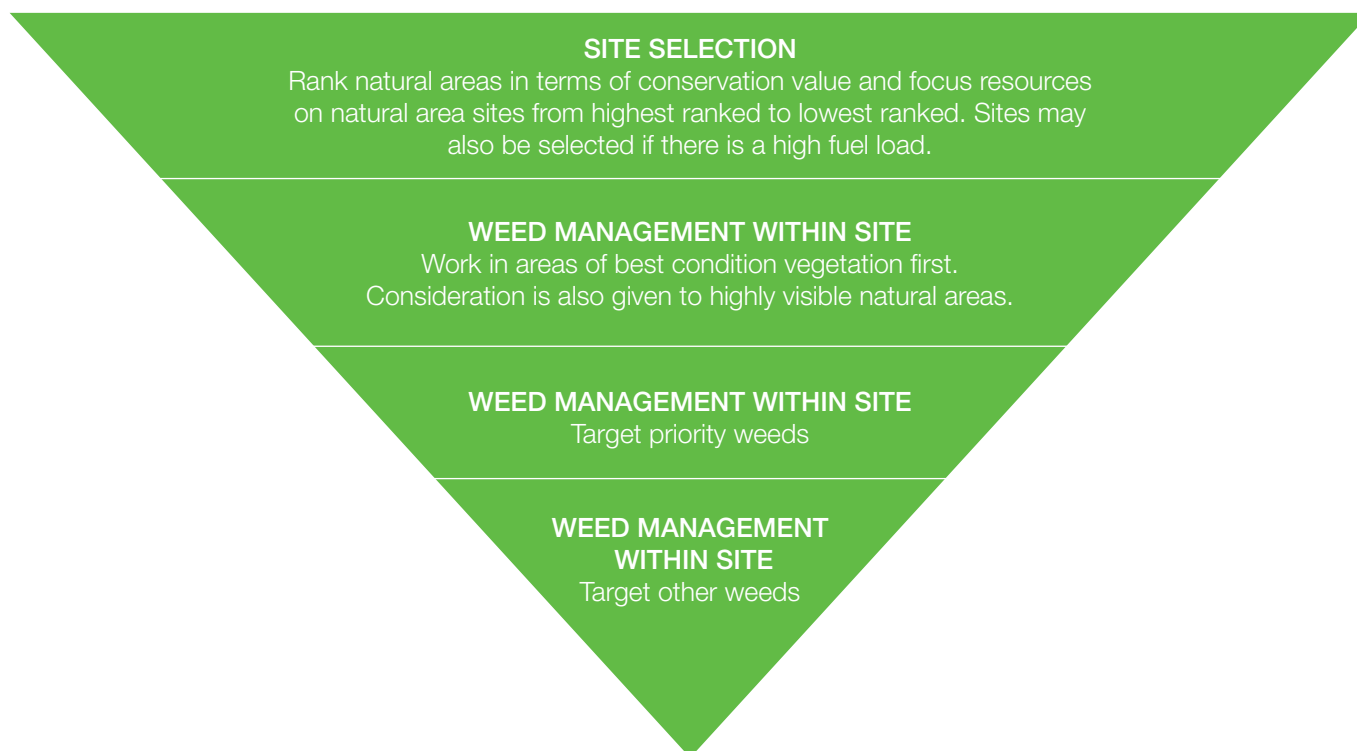 SITE SELECTION
Rank natural areas in terms of conservation value and focus resources
on natural area sites from highest ranked to lowest ranked. Sites may
also be selected if there is a high fuel load.
WEED MANAGEMENT WITHIN SITE
Work in areas of best condition vegetation first.
Consideration is also given to highly visible natural areas.
WEED MANAGEMENT WITHIN SITE
Target priority weeds
WEED MANAGEMENT
WITHIN SITE
Target other weeds